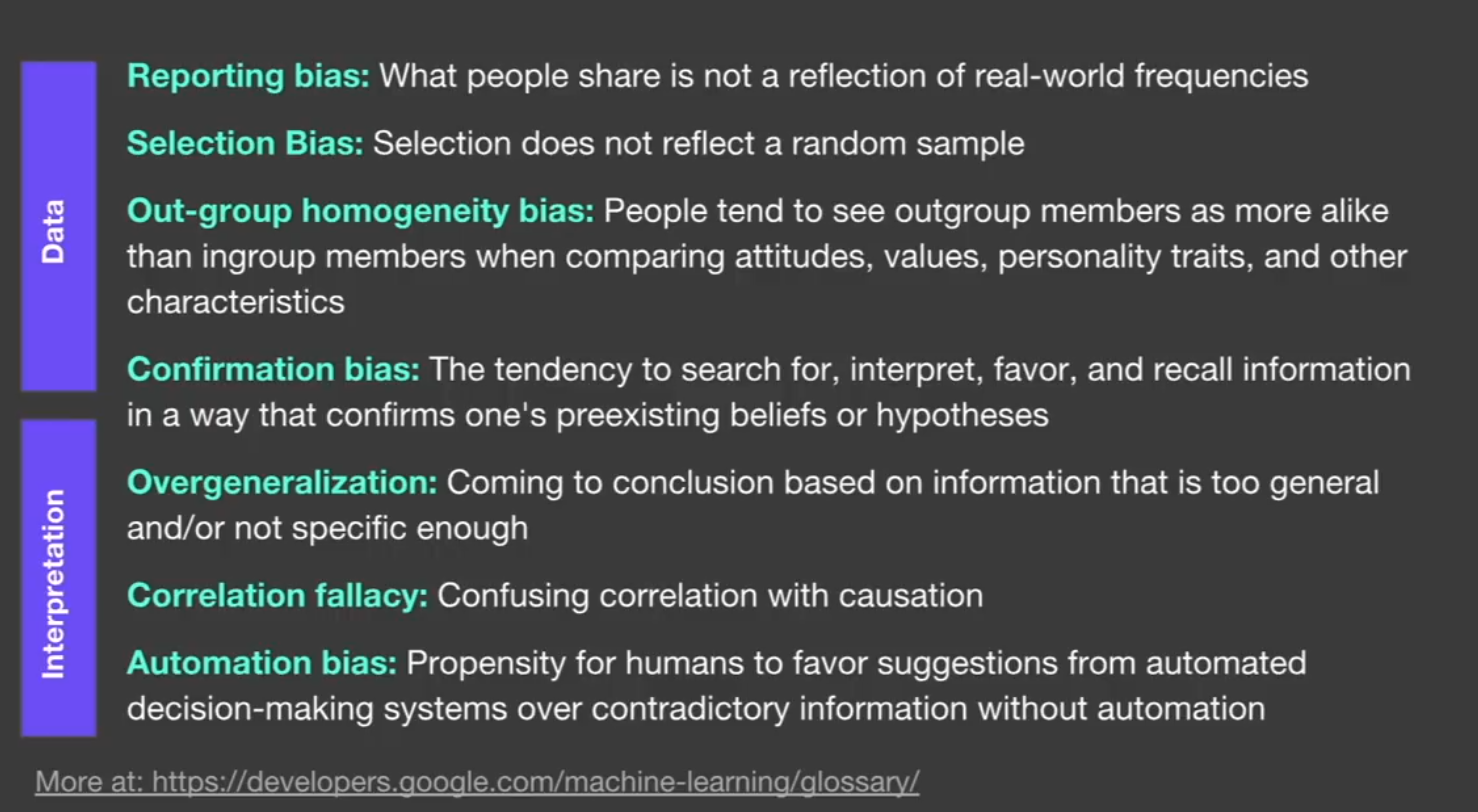 Data
Reporting bias: What people share is not a reflection of real-world frequencies
Selection Bias: Selection does not reflect a random sample
Out-group homogeneity bias: People tend to see outgroup members as more alike
than ingroup members when comparing attitudes, values, personality traits, and other
characteristics
Confirmation bias: The tendency to search for, interpret, favor, and recall information
in a way that confirms one's preexisting beliefs or hypotheses
Interpretation
Overgeneralization: Coming to conclusion based on information that is too general
and/or not specific enough
Correlation fallacy: Confusing correlation with causation
Automation bias: Propensity for humans to favor suggestions from automated
decision-making systems over contradictory information without automation
More at: https://developers.google.com/machine-learning/glossary/